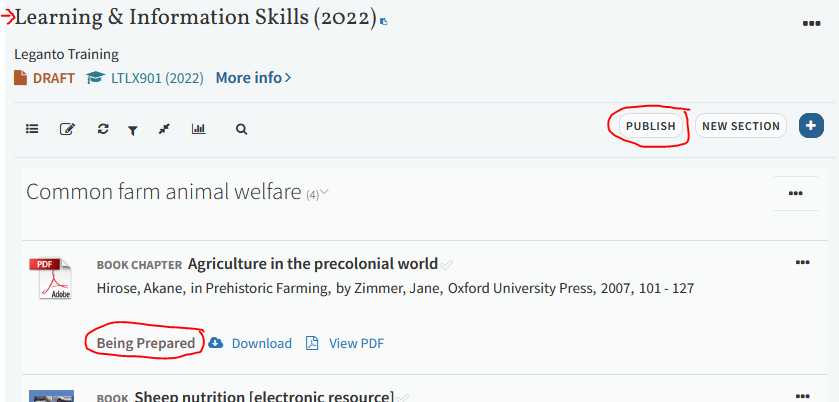 Learning & Information Skills (2022)
Leganto Training
DRAFT LTLX901 (2022) More info >
PUBLISH NEW SECTION
Common farm animal welfare (4)
PDF
Adobe
BOOK CHAPTER Agriculture in the precolonial world
Hirose, Akane, in Prehistoric Farming, by Zimmer, Jane, Oxford University Press, 2007, 101 - 127
Being Prepared Download View PDF
BOOK Sheep nutrition [electronic resource]